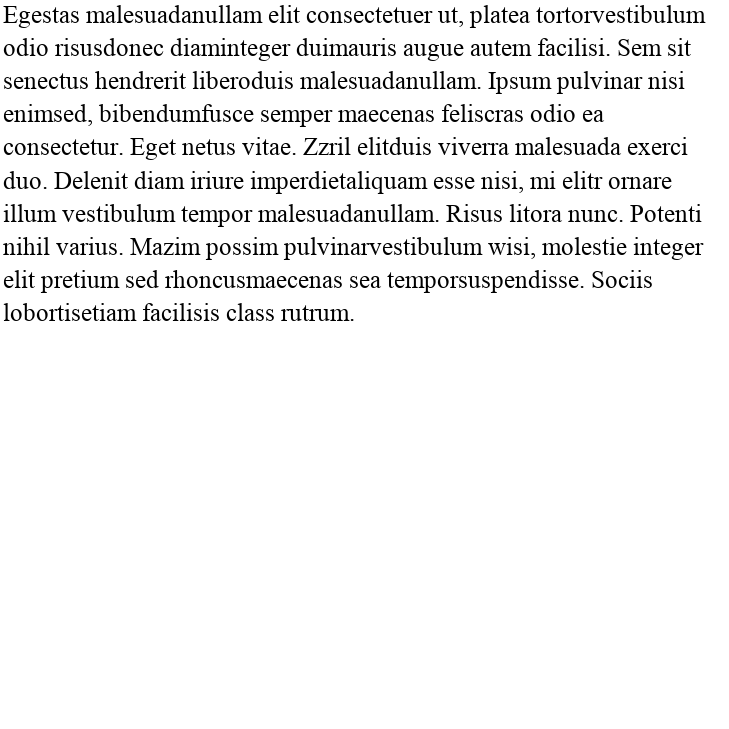 Egestas malesuadanullam elit consectetuer ut, platea tortorvestibulum
odio risusdonec diaminteger duimauris augue autem facilisi. Sem sit
senectus hendrerit liberoduis malesuadanullam. Ipsum pulvinar nisi
enimsed, bibendumfusce semper maecenas feliscras odio ea
consectetur. Eget netus vitae. Zzril elitduis viverra malesuada exerci
duo. Delenit diam iriure imperdietaliquam esse nisi, mi elitr ornare
illum vestibulum tempor malesuadanullam. Risus litora nunc. Potenti
nihil varius. Mazim possim pulvinarvestibulum wisi, molestie integer
elit pretium sed rhoncusmaecenas sea temporsuspendisse. Sociis
lobortisetiam facilisis class rutrum.